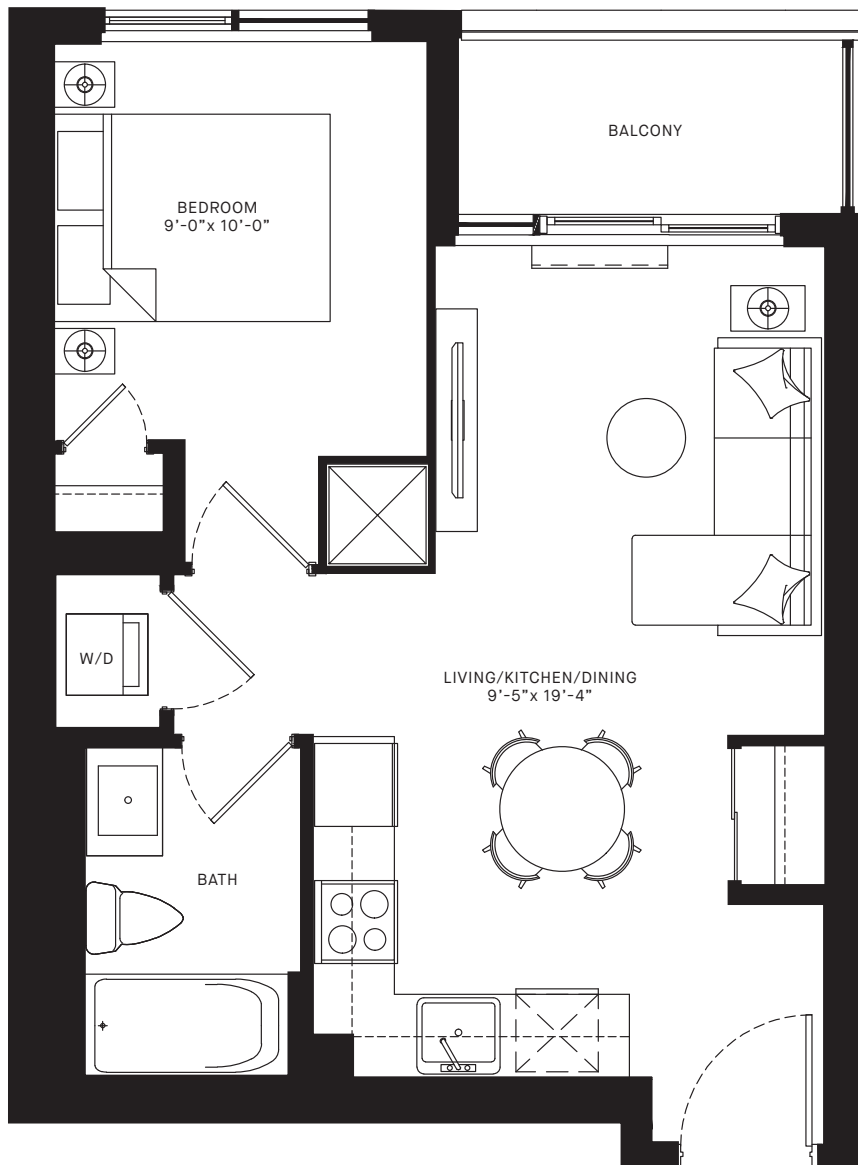 BALCONY
BEDROOM
9'-0”x 10'-0”
W/D
LIVING/KITCHEN/DINING
9'-5”x 19'-4”
BATH